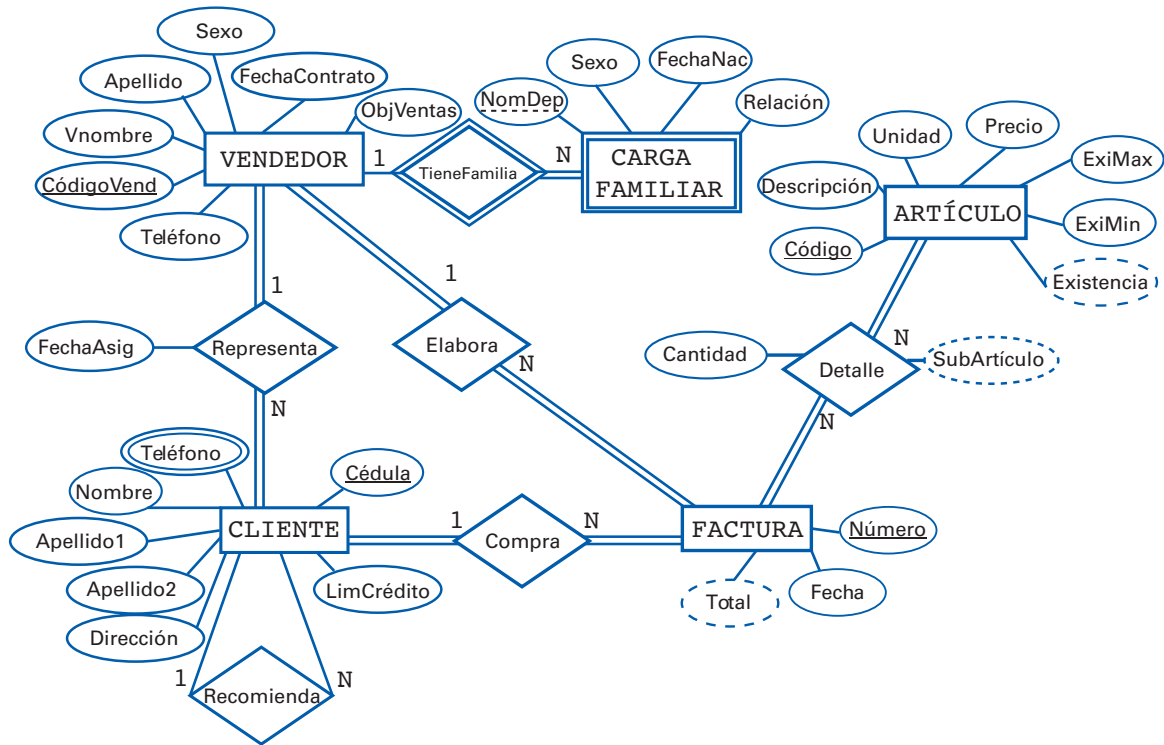 Sexo
Apellido
FechaContrato
Vnombre
ObjVentas
CódigoVend
VENDEDOR
Teléfono
1
TieneFamilia
N
Sexo
FechaNac
NomDep
Relación
CARGA
FAMILIAR
Unidad
Precio
ExiMax
Descripción
ARTÍCULO
ExiMin
Código
Existencia
1
FechaAsig
Representa
N
1
Elabora
N
N
Cantidad
SubArtículo
Detalle
N
Teléfono
Cédula
Nombre
CLIENTE
Apellido1
Apellido2
LimCrédito
Dirección
1
Recomienda
N
1
Compra
N
FACTURA
Número
Total
Fecha